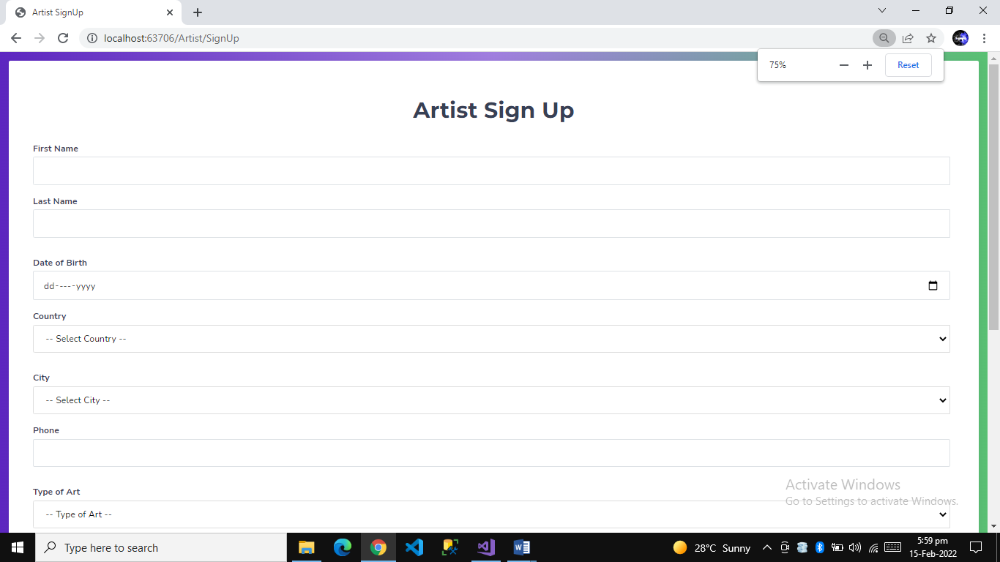 Artist SignUp
localhost:63706/Artist/SignUp
75%
Reset
Artist Sign Up
First Name
Last Name
Date of Birth
dd-----yyyy
Country
-- Select Country --
City
-- Select City --
Phone
Type of Art
-- Type of Art --
Activate Windows
Go to Settings to activate Windows.
Type here to search
28°C Sunny
5:59 pm
15-Feb-2022